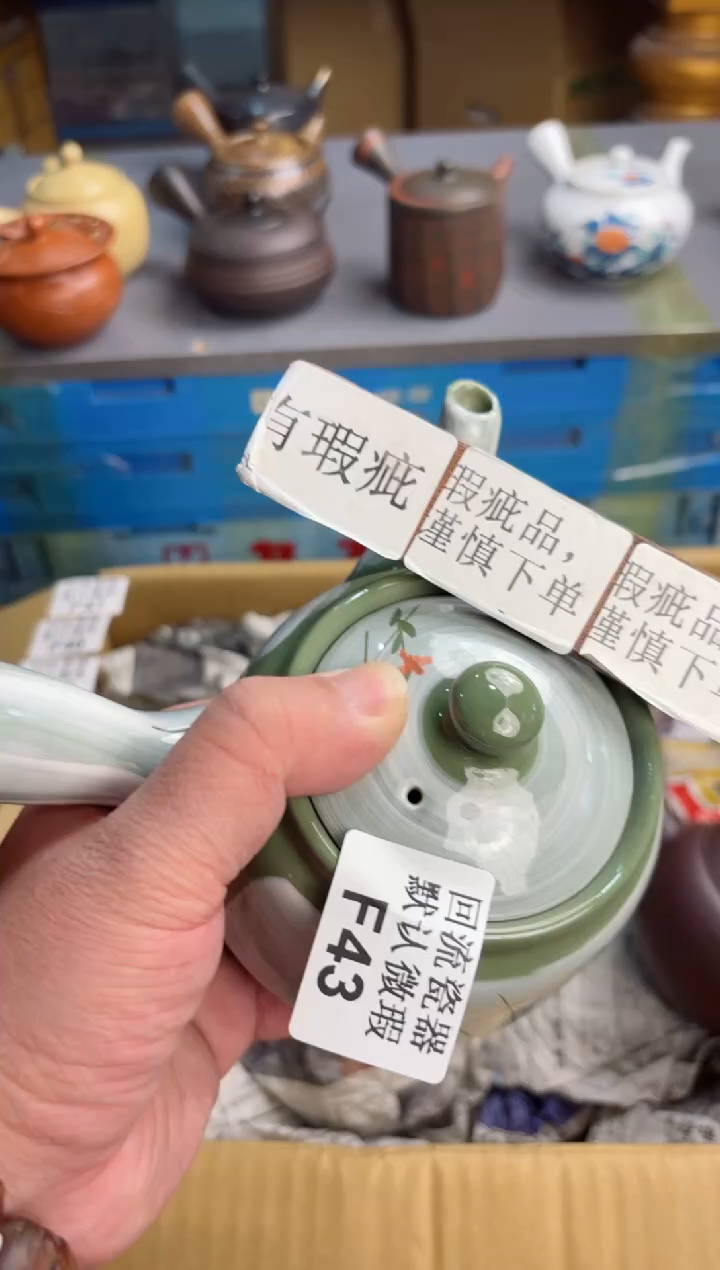 有瑕疵
瑕疵品,
谨慎下单
瑕疵品
谨慎下
回流瓷器
默认微瑕
F43